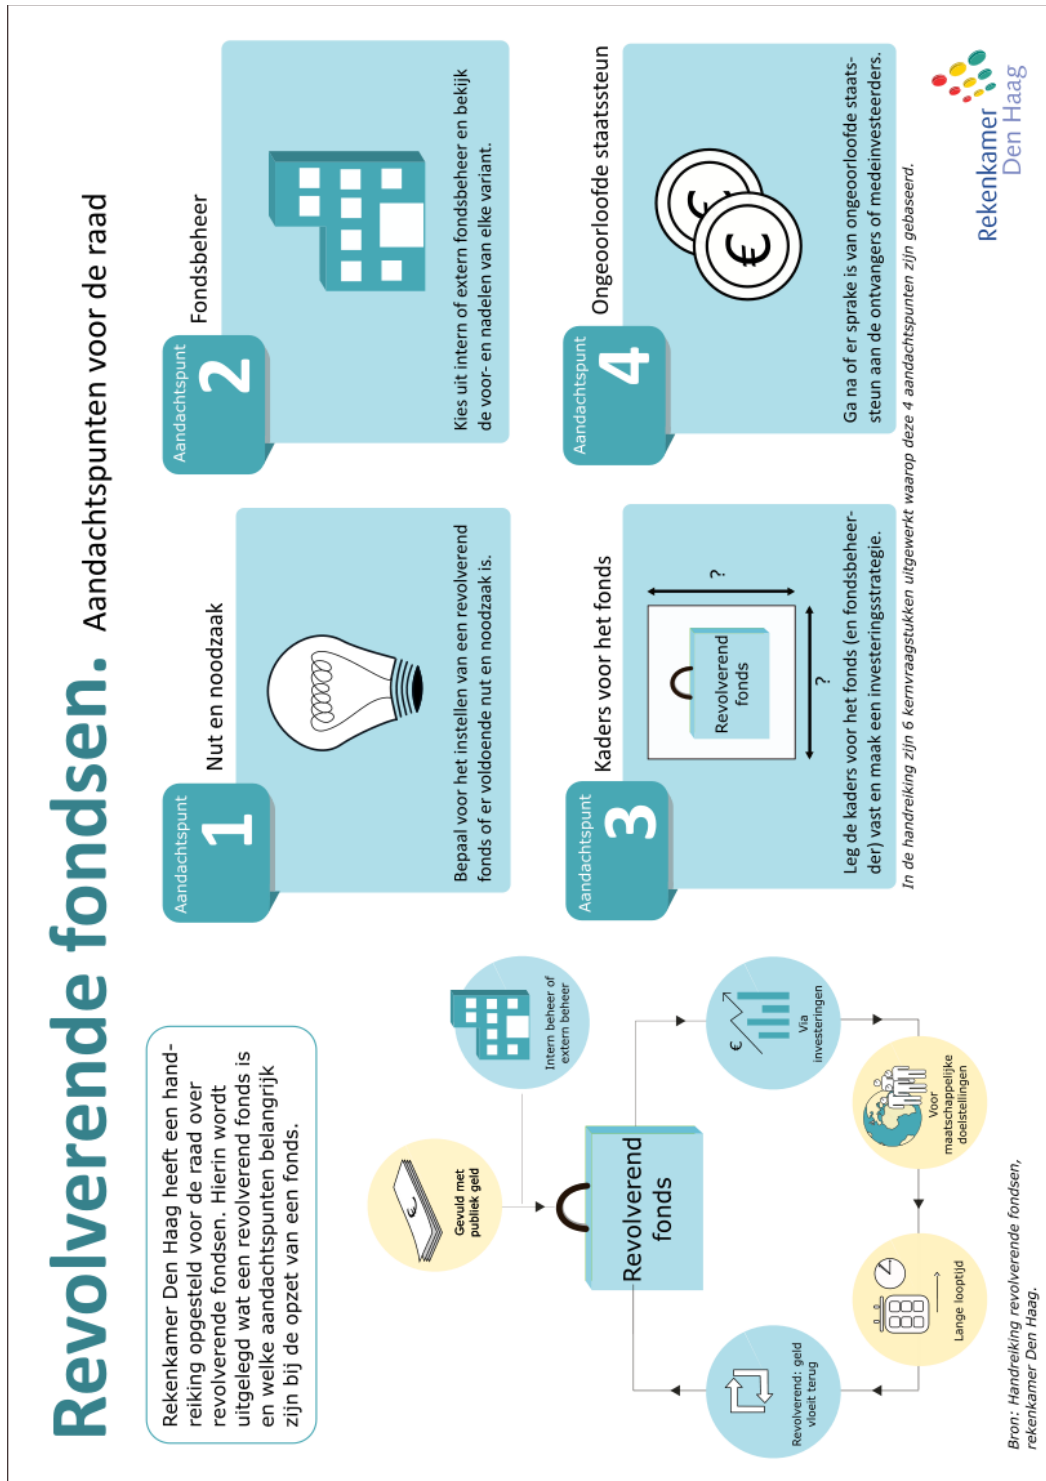 Revolverende fondsen. Aandachtspunten voor de raad
Rekenkamer Den Haag heeft een hand-
reiking opgesteld voor de raad over
revolverende fondsen. Hierin wordt
uitgelegd wat een revolverend fonds is
en welke aandachtspunten belangrijk
zijn bij de opzet van een fonds.
Gevuld met
publiek geld
Intern beheer of
extern beheer
Revolverend
fonds
Via
investeringen
€
Voor
maatschappelijke
doelstellingen
Lange looptijd
Revolverend: geld
vloeit terug
Bron: Handreiking revolverende fondsen,
rekenkamer Den Haag.
Aandachtspunt
1
Nut en noodzaak
Bepaal voor het instellen van een revolverend
fonds of er voldoende nut en noodzaak is.
Aandachtspunt
2
Fondsbeheer
Kies uit intern of extern fondsbeheer en bekijk
de voor- en nadelen van elke variant.
Aandachtspunt
3
Kaders voor het fonds
Revolverend
fonds
?
?
Leg de kaders voor het fonds (en fondsbeheer-
der) vast en maak een investeringsstrategie.
Aandachtspunt
4
Ongeoorloofde staatssteun
€
€
Ga na of er sprake is van ongeoorloofde staats-
steun aan de ontvangers of medeinvesteerders.
In de handreiking zijn 6 kernvraagstukken uitgewerkt waarop deze 4 aandachtspunten zijn gebaseerd.
Rekenkamer
Den Haag